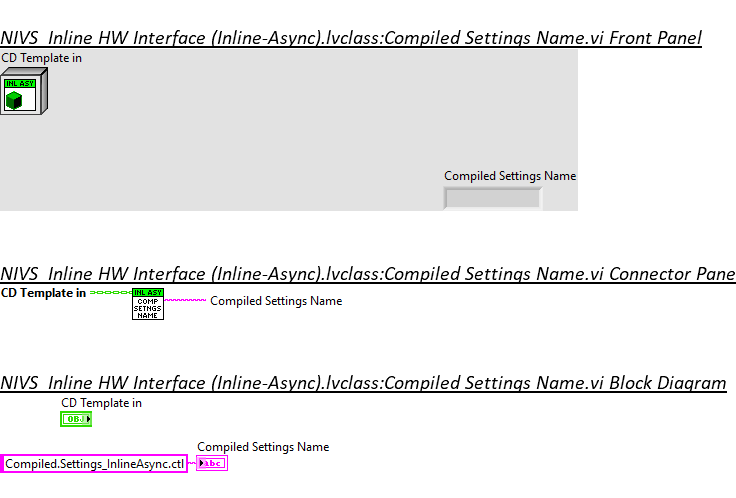 NIVS Inline HW Interface (Inline-Async).lvclass:Compiled Settings Name.vi Front Panel
CD Template in
INL ASY
Compiled Settings Name
NIVS Inline HW Interface (Inline-Async).lvclass:Compiled Settings Name.vi Connector Pane
CD Template in
INL ASY
COMP
SETNGS
NAME
Compiled Settings Name
NIVS Inline HW Interface (Inline-Async).lvclass:Compiled Settings Name.vi Block Diagram
CD Template in
OBJ
Compiled Settings Name
Compiled.Settings_InlineAsync.ctl
abc